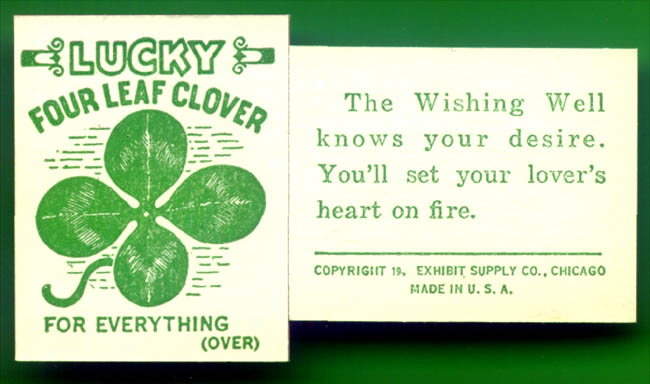 LUCKY
FOUR LEAF CLOVER
FOR EVERYTHING
(OVER)
The Wishing Well
knows your desire.
You'll set your lover's
heart on fire.
COPYRIGHT 19, EXHIBIT SUPPLY CO., CHICAGO
MADE IN U. S. A.